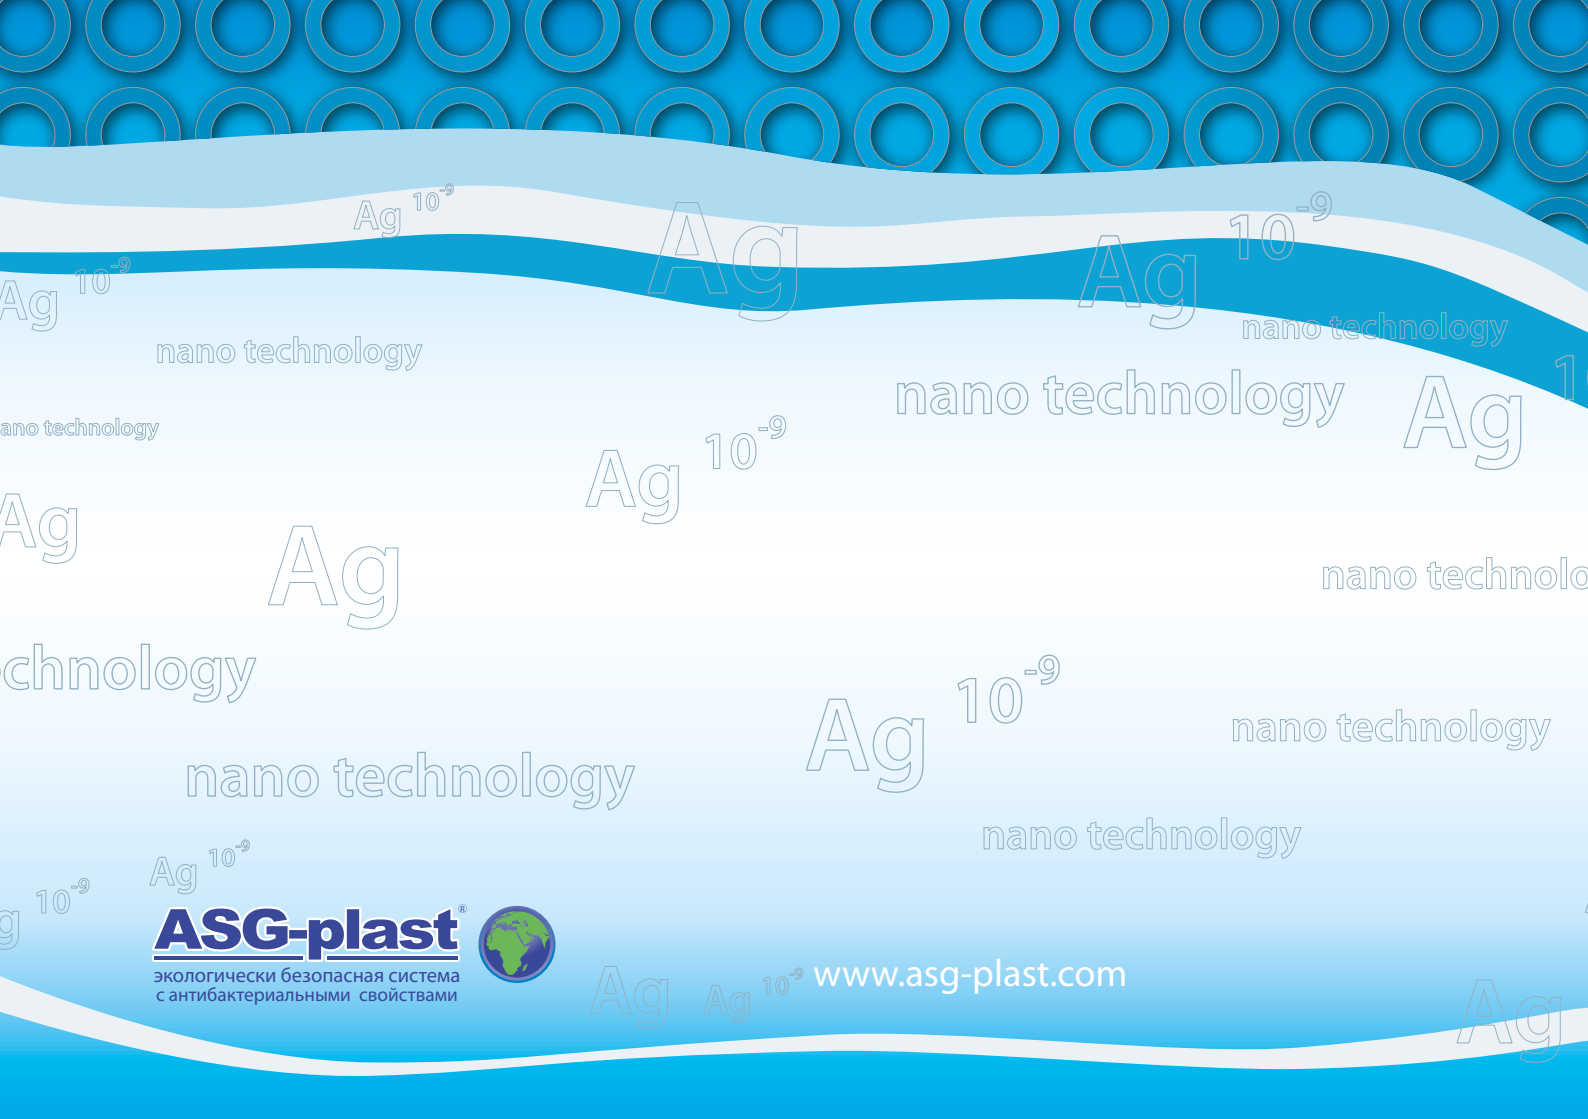 Ag 10-9
Ag
Ag 10-9
Ag 10-9
nano technology
nano technology
nano technology
Ag 1
ano technology
Ag 10-9
Ag
Ag
nano technolo
chnology
Ag 10-9
nano technology
nano technology
nano technology
Ag 10-9
g 10-9
ASG-plast®
экологически безопасная система
с антибактериальными свойствами
www.asg-plast.com
Ag
Ag 10-9
Ag